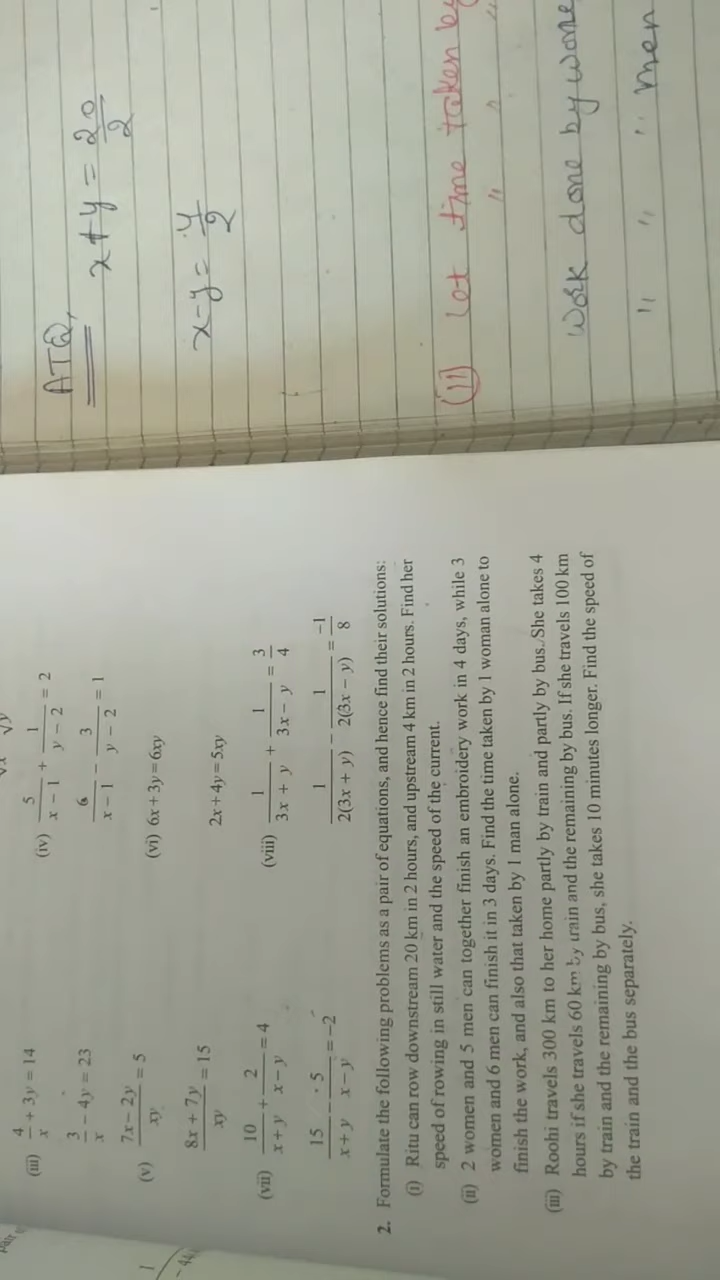 (iii) 4/x + 3y = 14
(iv) 5/(x − 1) + 1/(y − 2) = 2
3/x − 4y = 23
6/(x − 1) − 3/(y − 2) = 1
(v) (7x − 2y)/xy = 5
(vi) 6x + 3y = 6xy
(8x + 7y)/xy = 15
2x + 4y = 5xy
(vii) 10/(x + y) + 2/(x − y) = 4
(viii) 1/(3x + y) + 1/(3x − y) = 3/4
15/(x + y) − 5/(x − y) = −2
1/2(3x + y) − 1/2(3x − y) = −1/8
2. Formulate the following problems as a pair of equations, and hence find their solutions:
(i) Ritu can row downstream 20 km in 2 hours, and upstream 4 km in 2 hours. Find her
speed of rowing in still water and the speed of the current.
(ii) 2 women and 5 men can together finish an embroidery work in 4 days, while 3
women and 6 men can finish it in 3 days. Find the time taken by 1 woman alone to
finish the work, and also that taken by 1 man alone.
(iii) Roohi travels 300 km to her home partly by train and partly by bus. She takes 4
hours if she travels 60 km by train and the remaining by bus. If she travels 100 km
by train and the remaining by bus, she takes 10 minutes longer. Find the speed of
the train and the bus separately.
ATQ,
x + y = 20/2
x − y = 4/2
(ii) Let time taken by
" " "
Work done by wome
" " " men